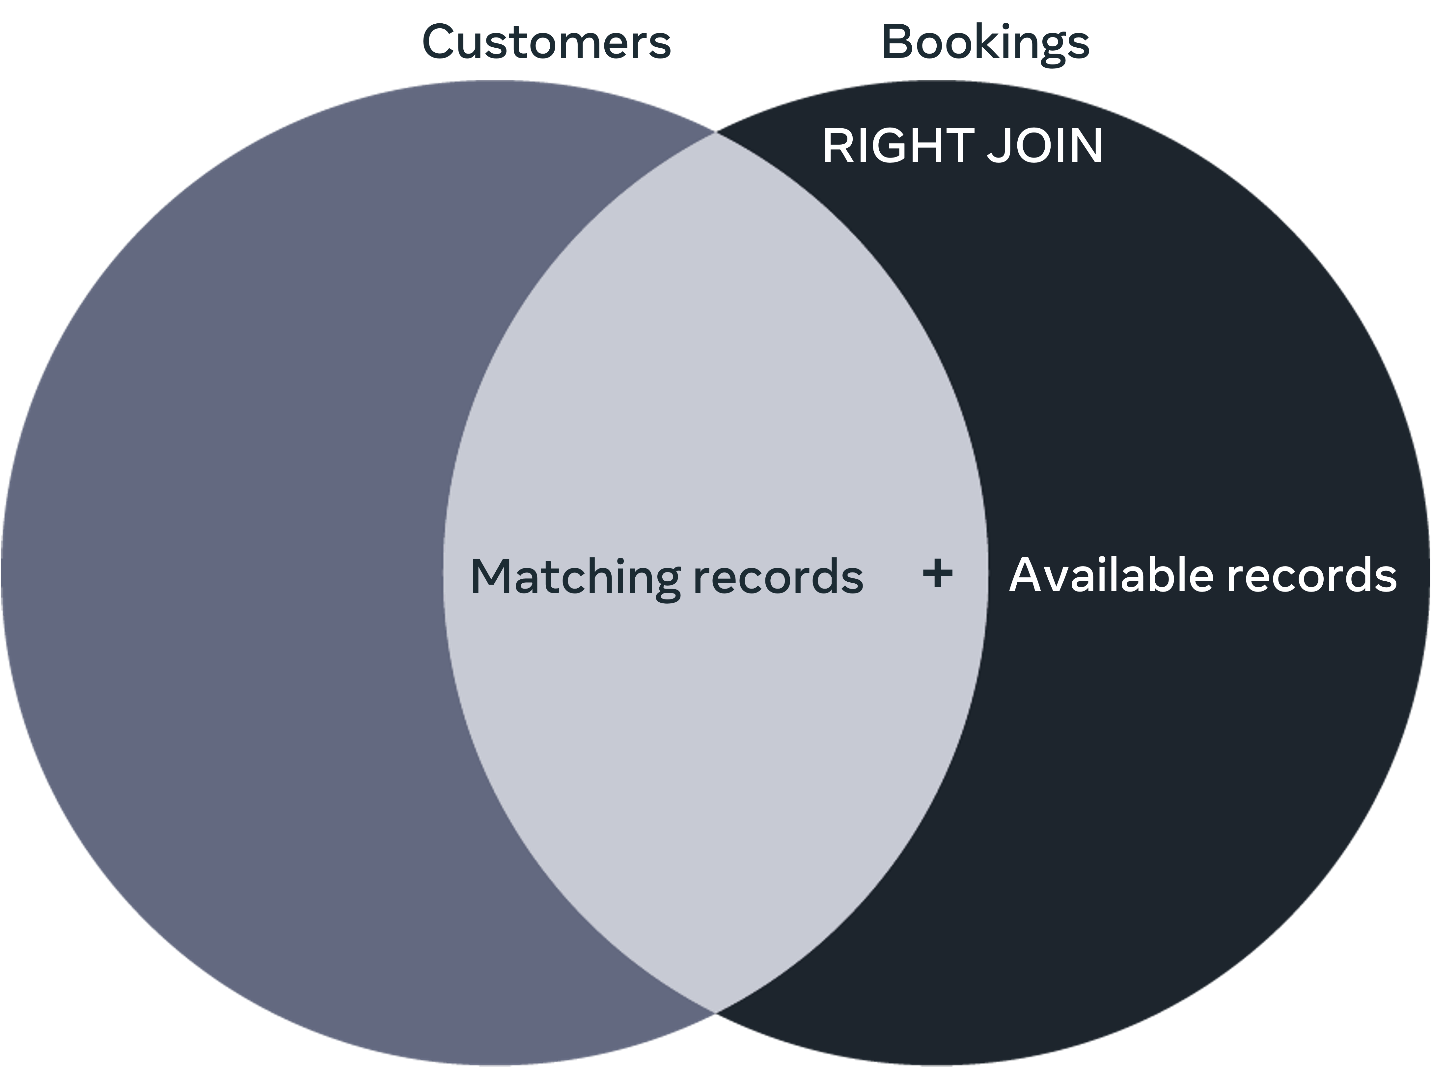 Customers
Bookings
RIGHT JOIN
Matching records + Available records